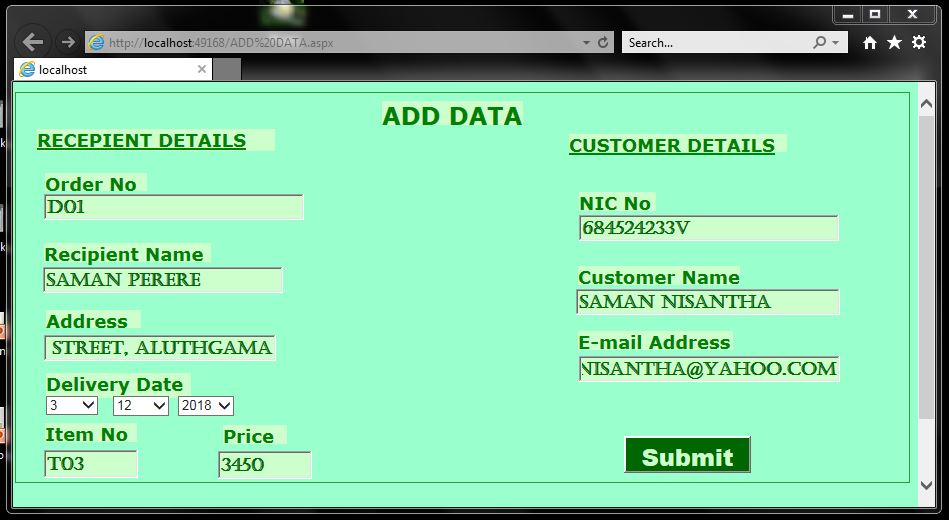 http://localhost:49168/ADD%20DATA.aspx
Search...
localhost
ADD DATA
RECEPIENT DETAILS
CUSTOMER DETAILS
Order No
D01
NIC No
684524233V
Recipient Name
SAMAN PERERE
Customer Name
SAMAN NISANTHA
Address
STREET, ALUTHGAMA
E-mail Address
NISANTHA@YAHOO.COM
Delivery Date
3 12 2018
Item No
Price
T03
3450
Submit